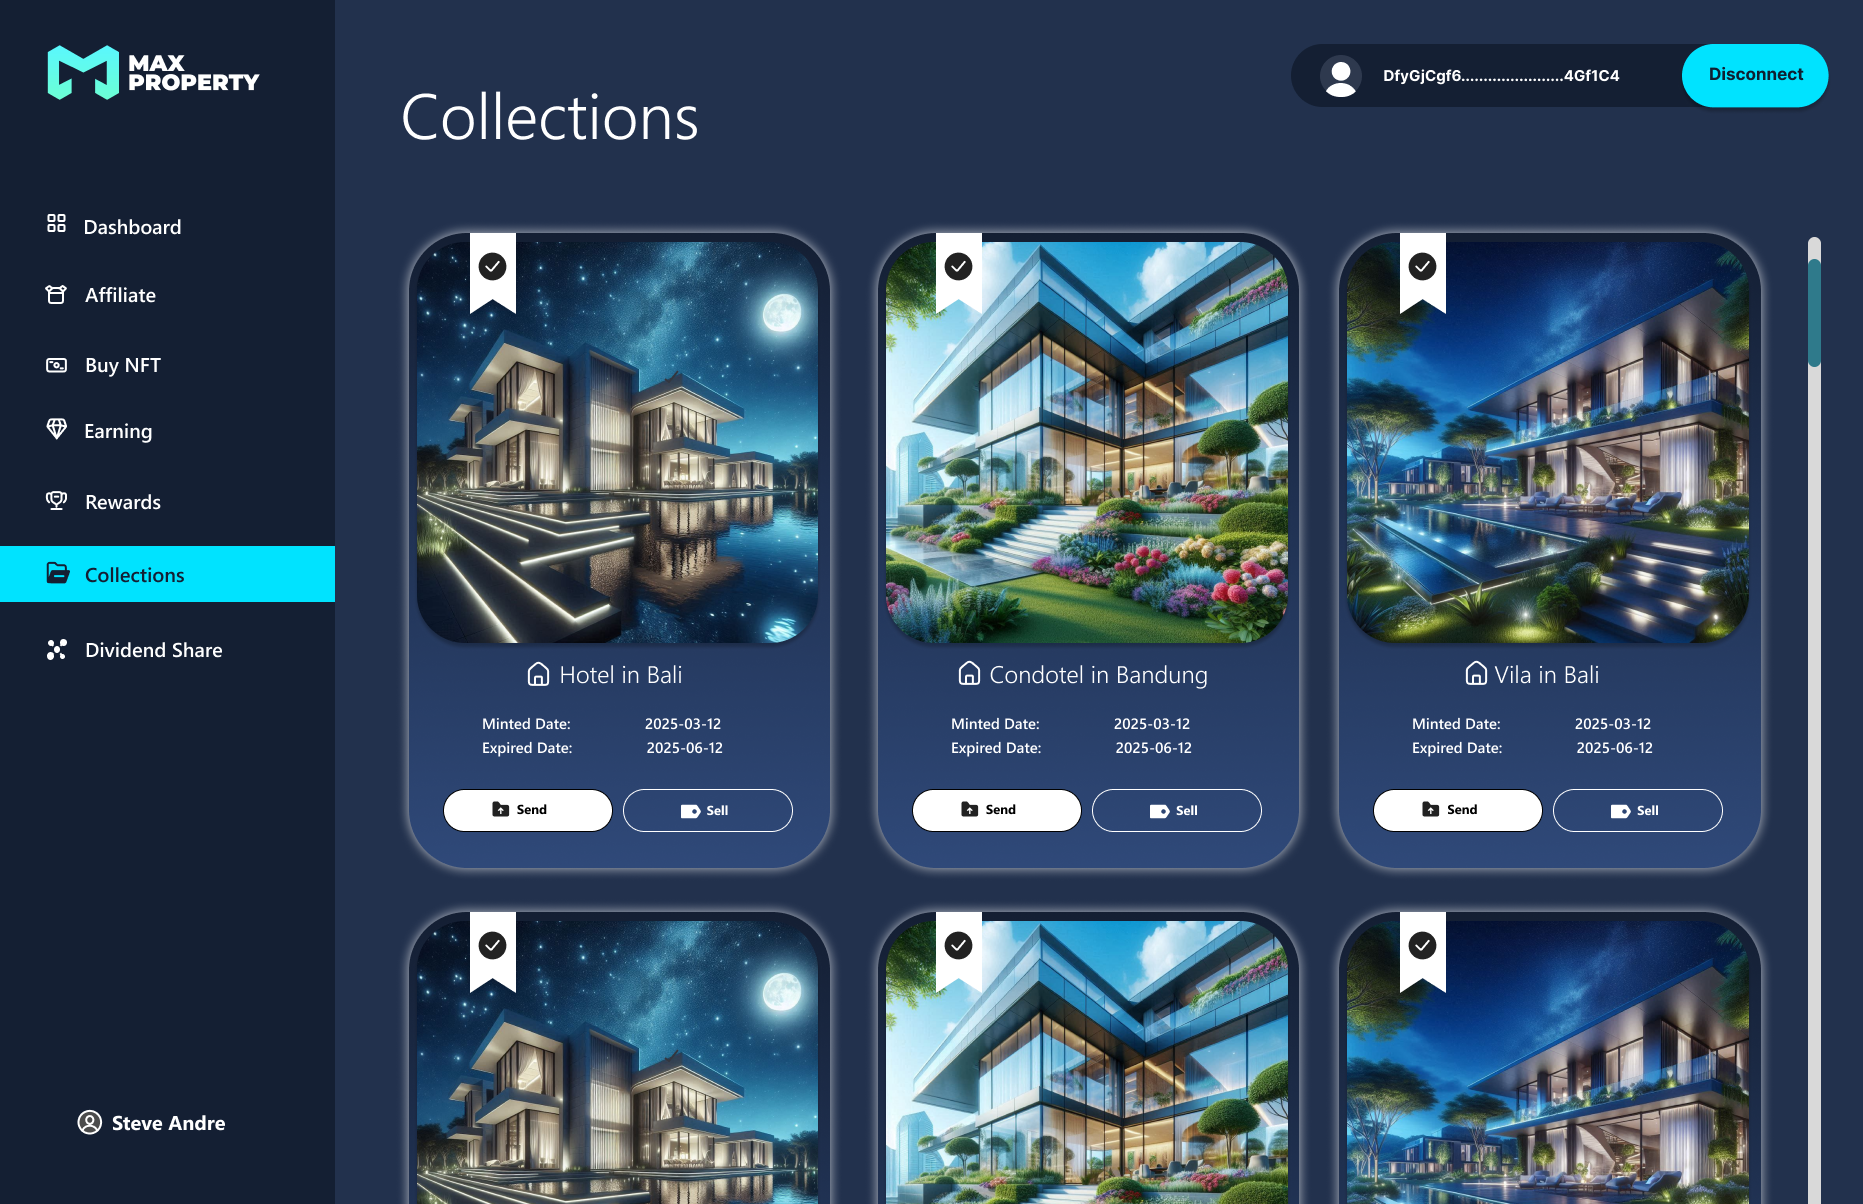 MAX
PROPERTY
DfyGjCgf6.......................4Gf1C4
Disconnect
Collections
Dashboard
Affiliate
Buy NFT
Earning
Rewards
Collections
Dividend Share
Steve Andre
Hotel in Bali
Minted Date: 2025-03-12
Expired Date: 2025-06-12
Send
Sell
Condotel in Bandung
Minted Date: 2025-03-12
Expired Date: 2025-06-12
Send
Sell
Vila in Bali
Minted Date: 2025-03-12
Expired Date: 2025-06-12
Send
Sell